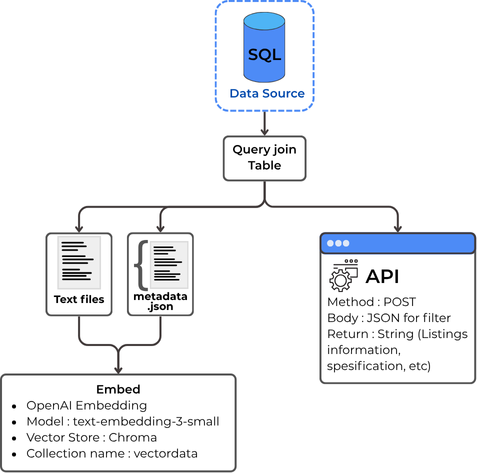 SQL
Data Source
Query join
Table
Text files
metadata
.json
API
Method : POST
Body : JSON for filter
Return : String (Listings
information,
spesification, etc)
Embed
• OpenAI Embedding
• Model : text-embedding-3-small
• Vector Store : Chroma
• Collection name : vectordata